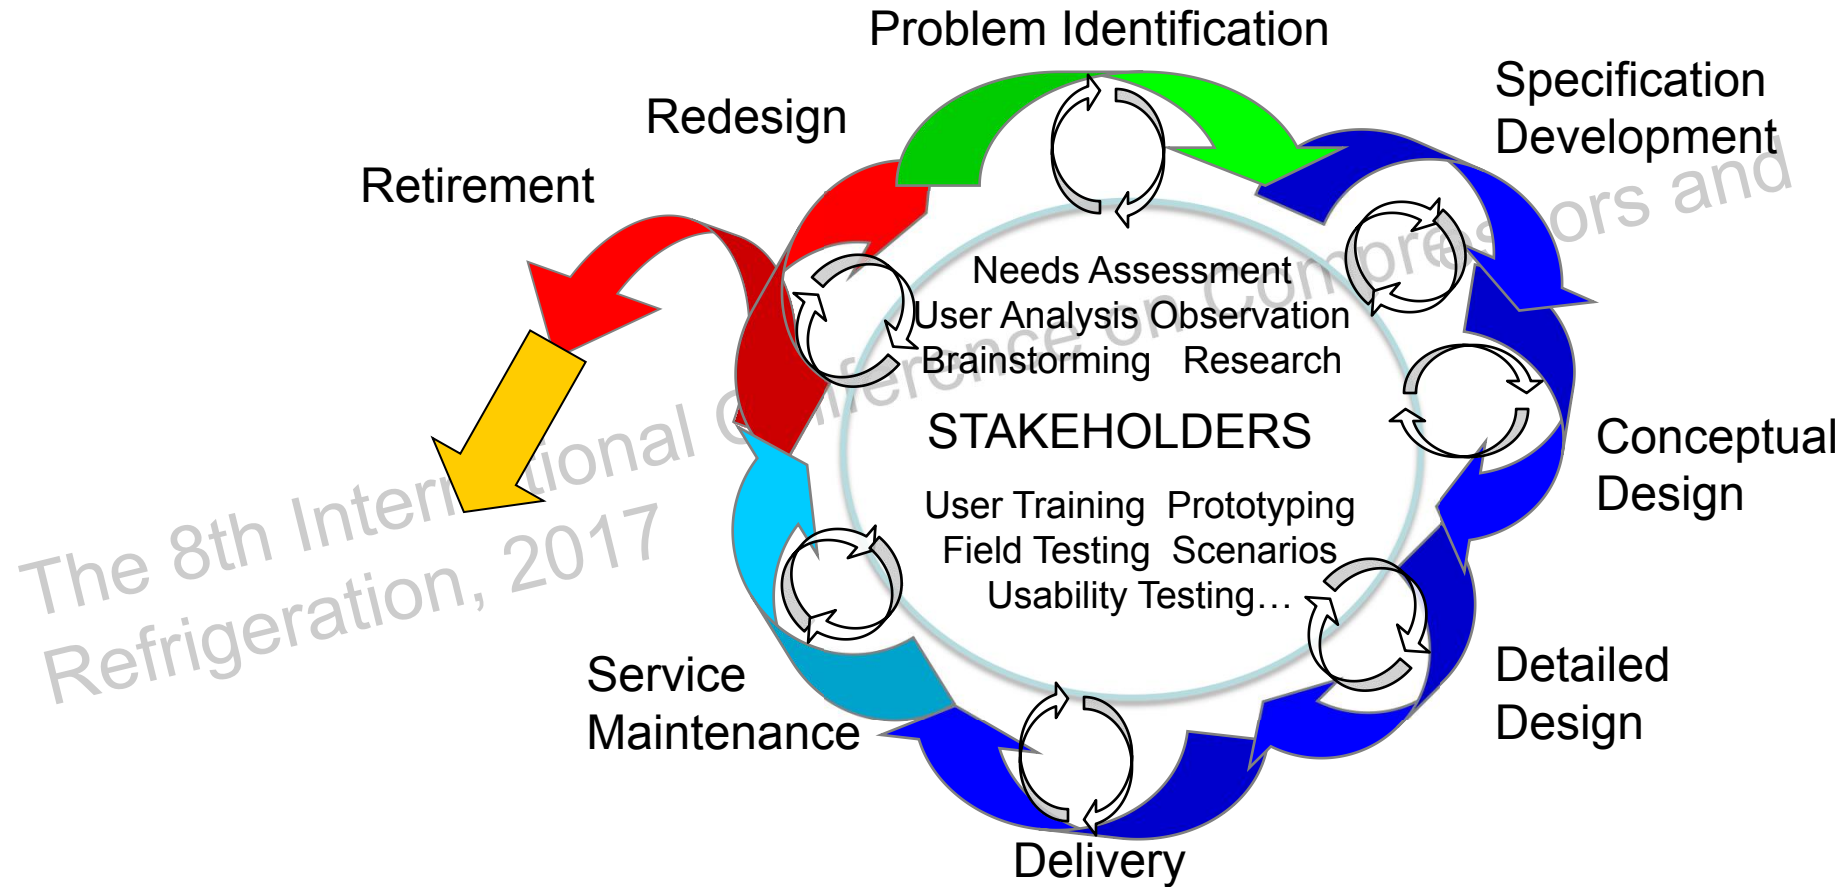 Problem Identification
Specification
Development
Redesign
Retirement
Needs Assessment
User Analysis Observation
Brainstorming Research
STAKEHOLDERS
Conceptual
Design
User Training Prototyping
Field Testing Scenarios
Usability Testing…
Service
Maintenance
Detailed
Design
Delivery
The 8th International Conference on Compressors and
Refrigeration, 2017